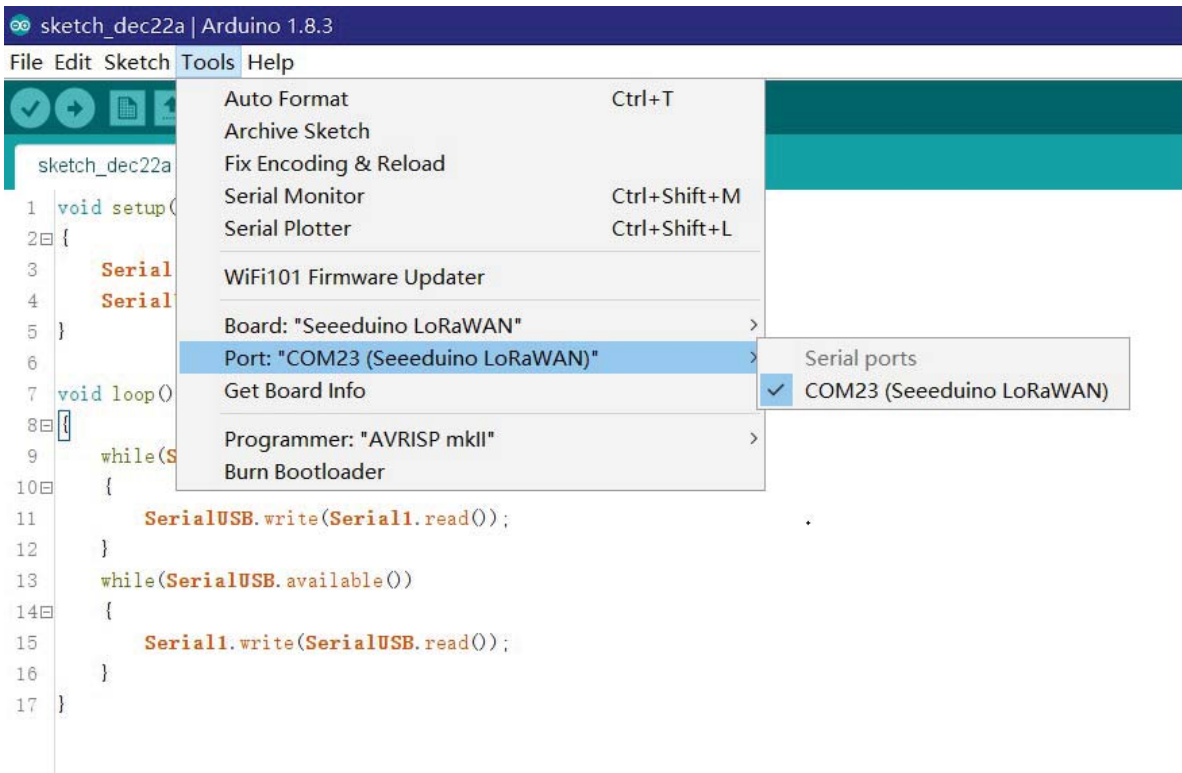 sketch_dec22a | Arduino 1.8.3
File Edit Sketch Tools Help
Auto Format Ctrl+T
Archive Sketch
sketch_dec22a
Fix Encoding & Reload
Serial Monitor Ctrl+Shift+M
Serial Plotter Ctrl+Shift+L
WiFi101 Firmware Updater
Board: "Seeeduino LoRaWAN"
Port: "COM23 (Seeeduino LoRaWAN)"
Serial ports
Get Board Info
COM23 (Seeeduino LoRaWAN)
Programmer: "AVRISP mkII"
Burn Bootloader
1 void setup(
2 {
3 Serial
4 Serial
5 }
6
7 void loop()
8 {
9 while(S
10 {
11 SerialUSB.write(Serial1.read());
12 }
13 while(SerialUSB.available())
14 {
15 Serial1.write(SerialUSB.read());
16 }
17 }